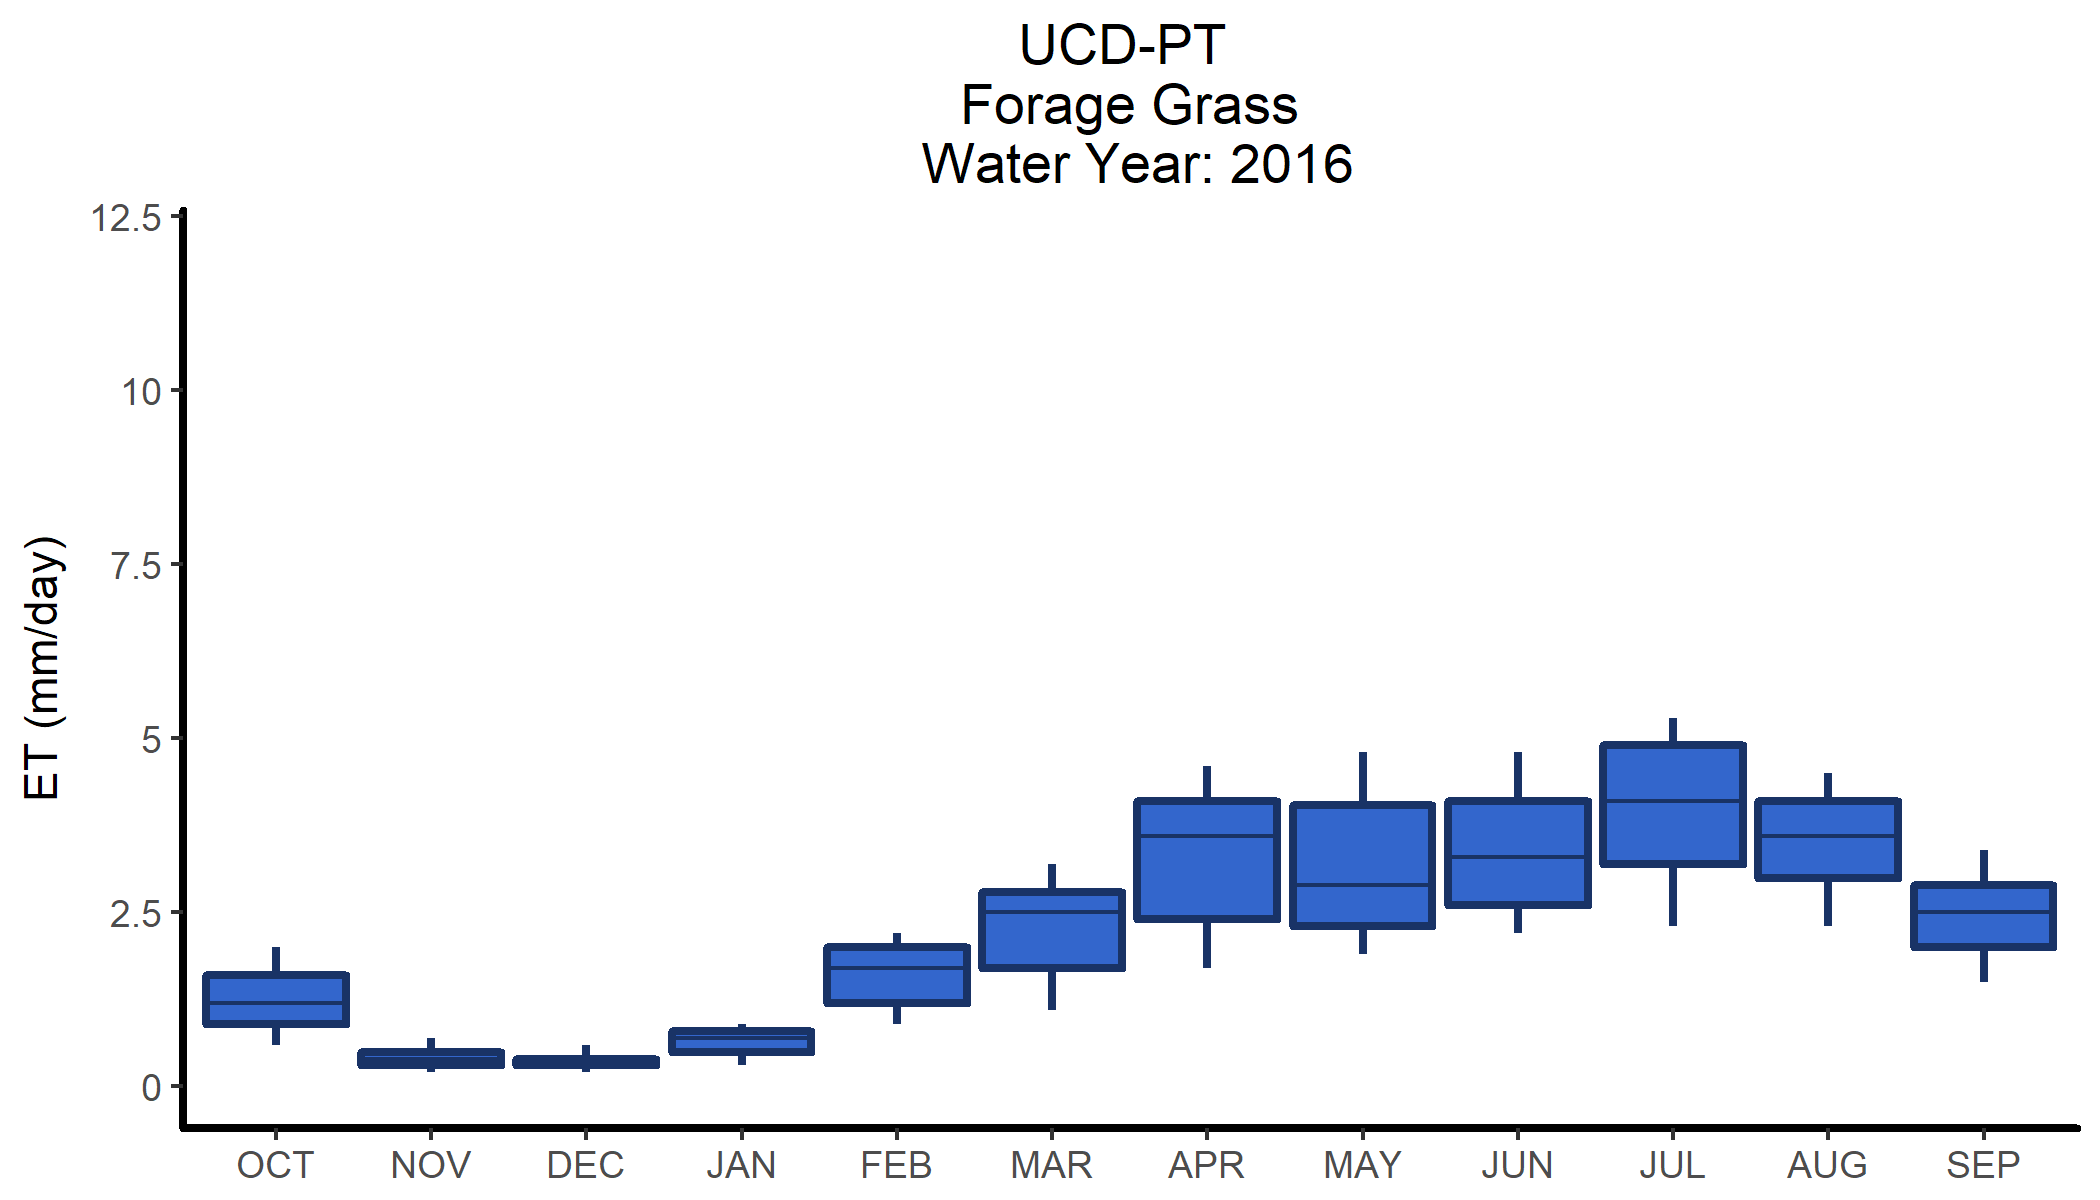 UCD-PT
Forage Grass
Water Year: 2016
ET (mm/day)
12.5
10
7.5
5
2.5
0
OCT NOV DEC JAN FEB MAR APR MAY JUN JUL AUG SEP